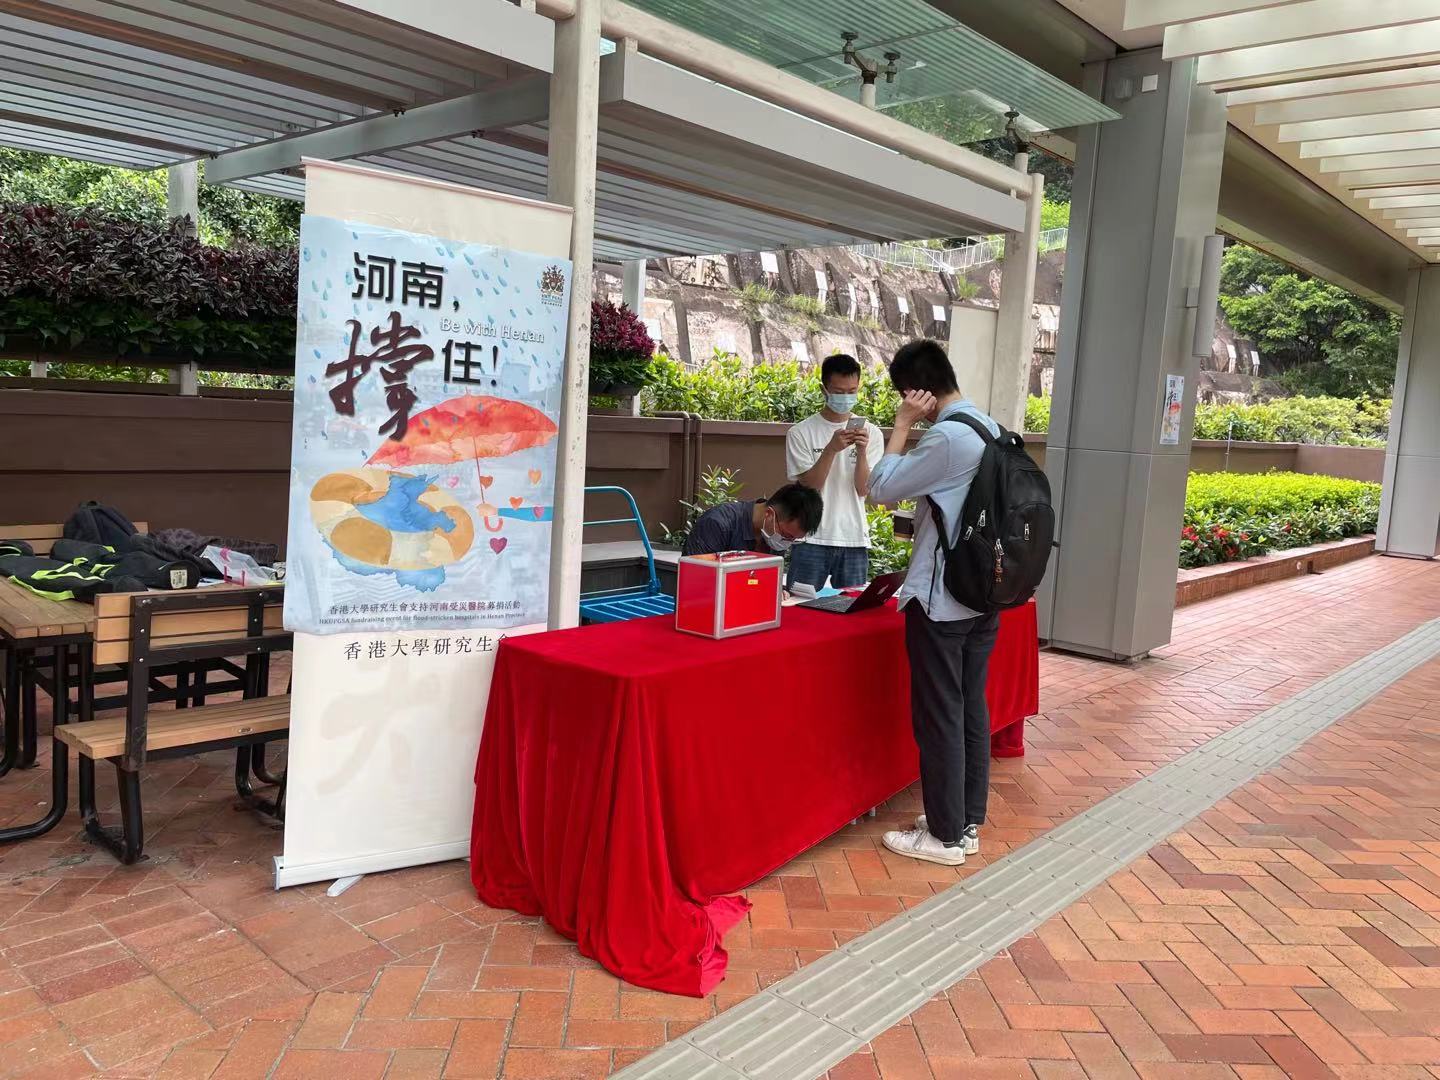 河南,
Be with Henan
撐住!
HKUPGSA
香港大學研究生會支持河南受災醫院募捐活動
HKUPGSA fundraising event for flood-stricken hospitals in Henan Province
香港大學研究生會